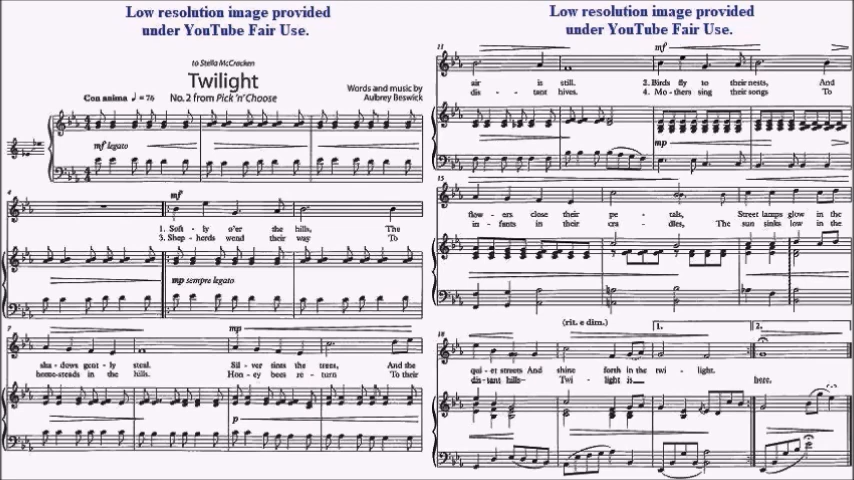 Low resolution image provided
under YouTube Fair Use.
to Stella McCracken
Twilight
No. 2 from Pick 'n' Choose
Words and music by
Aubrey Beswick
Con anima ♩ = 76
mf legato
4
mf
1. Soft - ly o'er the hills, The
3. Shep - herds wend their way To
mp sempre legato
7
mp
sha - dows gent - ly steal. Sil - ver tints the trees, And the
home-steads in the hills. Hon - ey bees re - turn To their
p
Low resolution image provided
under YouTube Fair Use.
11
mf
air is still. 2. Birds fly to their nests, And
dis - tant hives. 4. Mo - thers sing their songs To
mp
15
flow - ers close their pe - tals, Street lamps glow in the
in - fants in their cra - dles, The sun sinks low in the
18
(rit. e dim.)
1.
2.
qui - et streets And shine forth in the twi - light.
dis - tant hills— Twi - light is here.